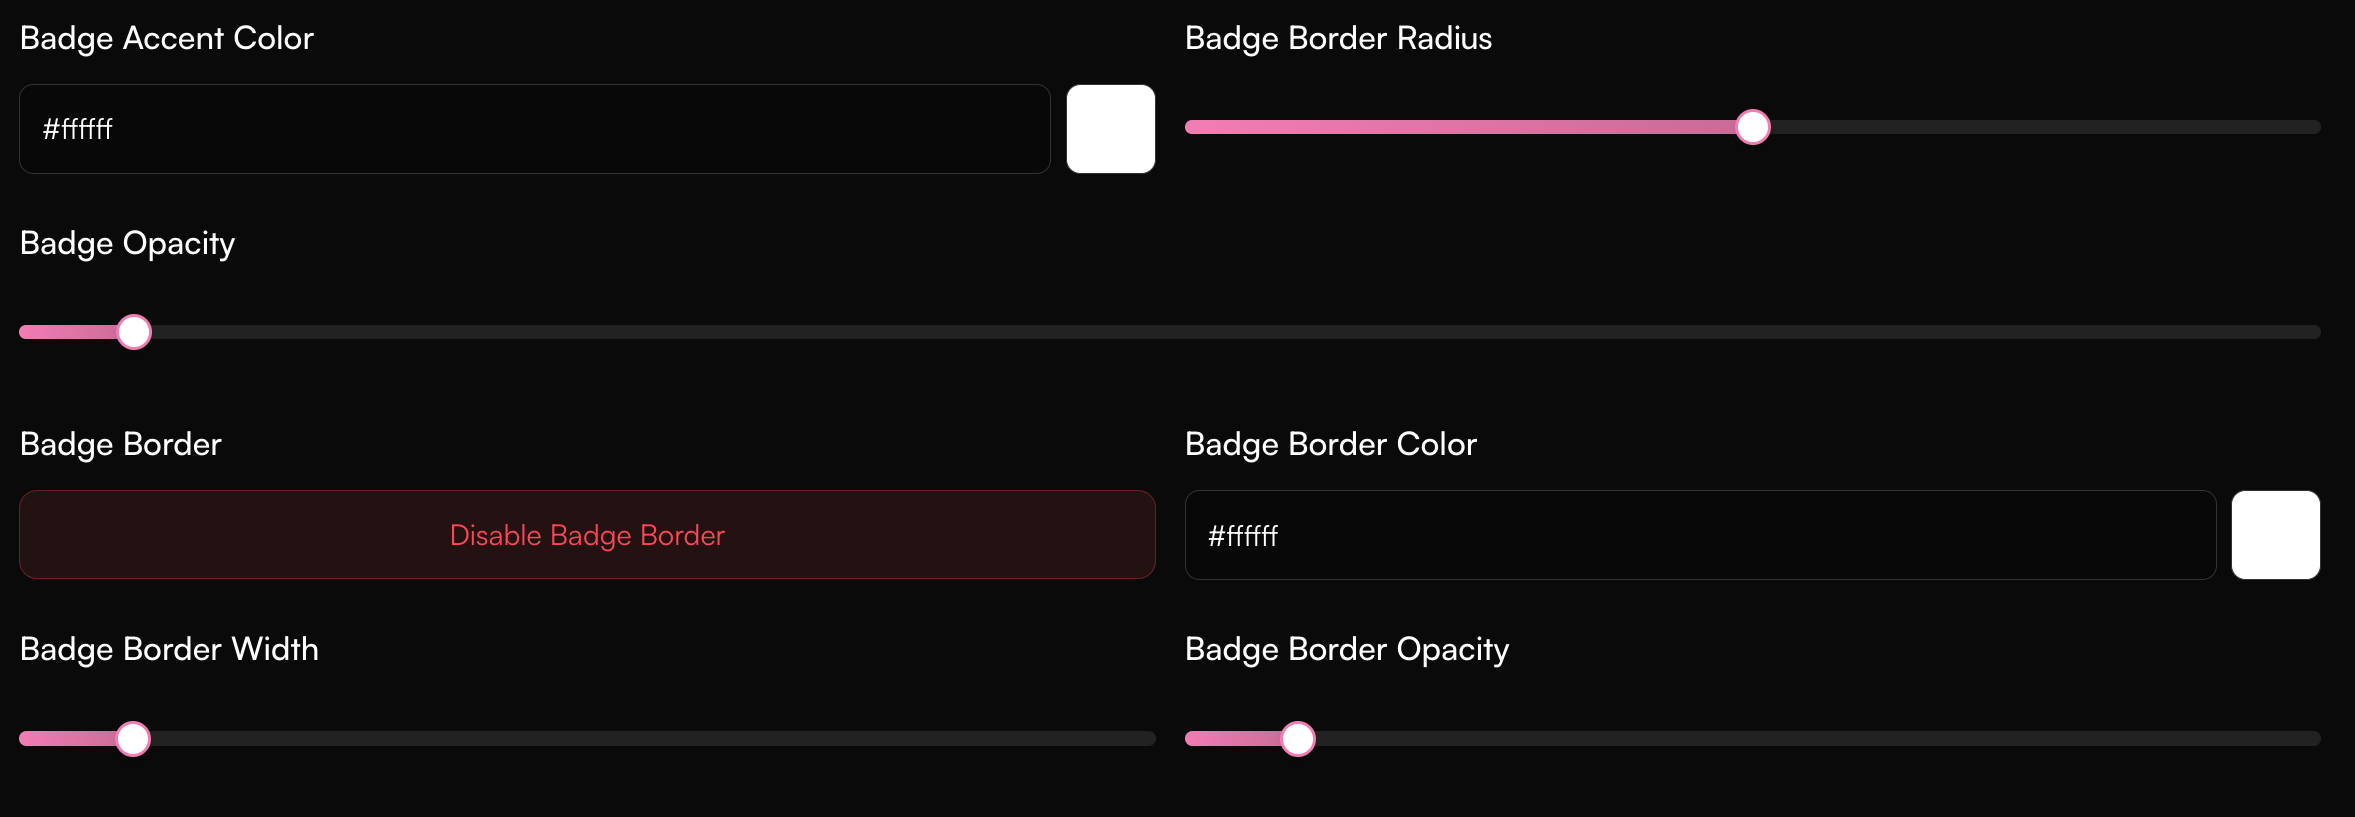 Badge Accent Color
Badge Border Radius
#ffffff
Badge Opacity
Badge Border
Badge Border Color
Disable Badge Border
#ffffff
Badge Border Width
Badge Border Opacity